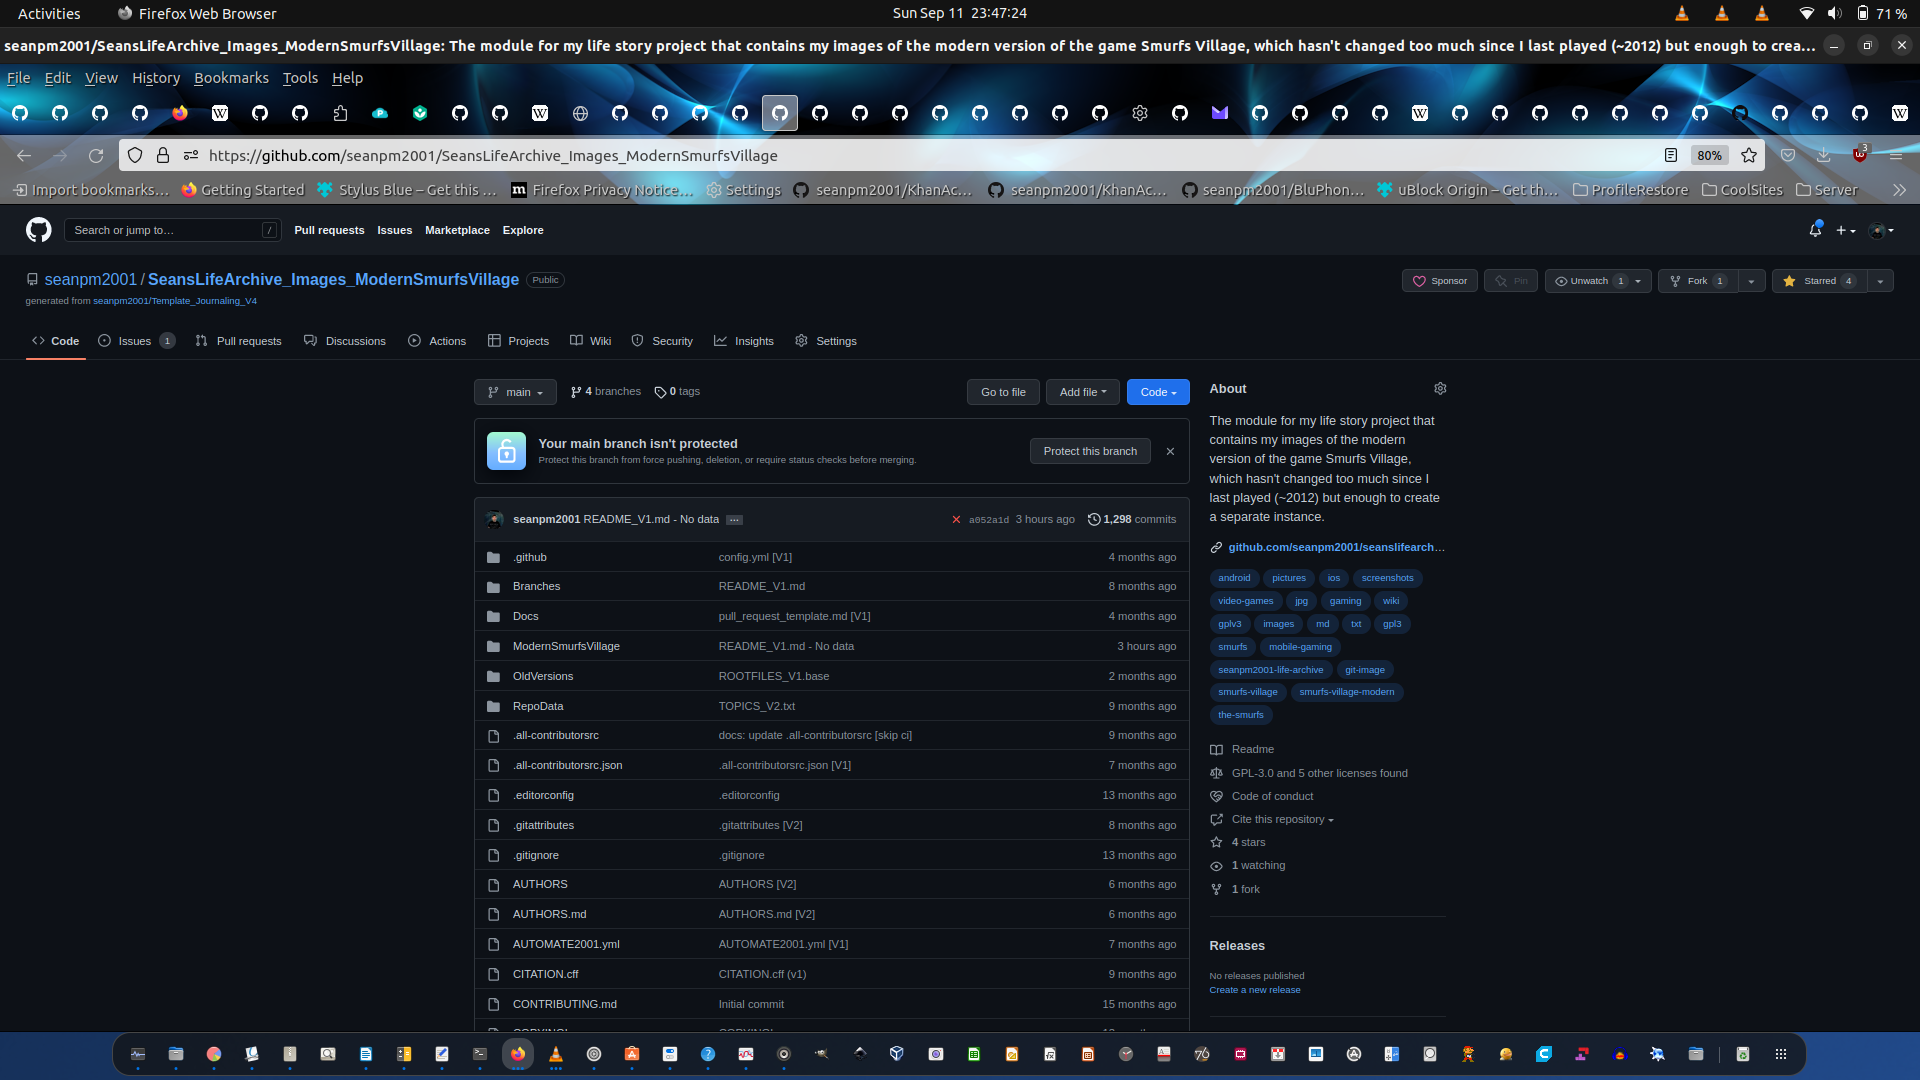 Activities
Firefox Web Browser
Sun Sep 11 23:47:24
71 %
seanpm2001/SeansLifeArchive_Images_ModernSmurfsVillage: The module for my life story project that contains my images of the modern version of the game Smurfs Village, which hasn't changed too much since I last played (~2012) but enough to crea…
File Edit View History Bookmarks Tools Help
https://github.com/seanpm2001/SeansLifeArchive_Images_ModernSmurfsVillage
80%
3
Import bookmarks…
Getting Started
Stylus Blue – Get this …
Firefox Privacy Notice…
Settings
seanpm2001/KhanAc…
seanpm2001/KhanAc…
seanpm2001/BluPhon…
uBlock Origin – Get th…
ProfileRestore
CoolSites
Server
Search or jump to…
/
Pull requests Issues Marketplace Explore
seanpm2001 / SeansLifeArchive_Images_ModernSmurfsVillage Public
generated from seanpm2001/Template_Journaling_V4
Sponsor
Pin
Unwatch 1
Fork 1
Starred 4
Code
Issues 1
Pull requests
Discussions
Actions
Projects
Wiki
Security
Insights
Settings
main
4 branches
0 tags
Go to file
Add file
Code
Your main branch isn't protected
Protect this branch from force pushing, deletion, or require status checks before merging.
Protect this branch
seanpm2001 README_V1.md - No data … a052a1d 3 hours ago 1,298 commits
.github config.yml [V1] 4 months ago
Branches README_V1.md 8 months ago
Docs pull_request_template.md [V1] 4 months ago
ModernSmurfsVillage README_V1.md - No data 3 hours ago
OldVersions ROOTFILES_V1.base 2 months ago
RepoData TOPICS_V2.txt 9 months ago
.all-contributorsrc docs: update .all-contributorsrc [skip ci] 9 months ago
.all-contributorsrc.json .all-contributorsrc.json [V1] 7 months ago
.editorconfig .editorconfig 13 months ago
.gitattributes .gitattributes [V2] 8 months ago
.gitignore .gitignore 13 months ago
AUTHORS AUTHORS [V2] 6 months ago
AUTHORS.md AUTHORS.md [V2] 6 months ago
AUTOMATE2001.yml AUTOMATE2001.yml [V1] 7 months ago
CITATION.cff CITATION.cff (v1) 9 months ago
CONTRIBUTING.md Initial commit 15 months ago
About
The module for my life story project that
contains my images of the modern
version of the game Smurfs Village,
which hasn't changed too much since I
last played (~2012) but enough to create
a separate instance.
github.com/seanpm2001/seanslifearch…
android pictures ios screenshots
video-games jpg gaming wiki
gplv3 images md txt gpl3
smurfs mobile-gaming
seanpm2001-life-archive git-image
smurfs-village smurfs-village-modern
the-smurfs
Readme
GPL-3.0 and 5 other licenses found
Code of conduct
Cite this repository
4 stars
1 watching
1 fork
Releases
No releases published
Create a new release